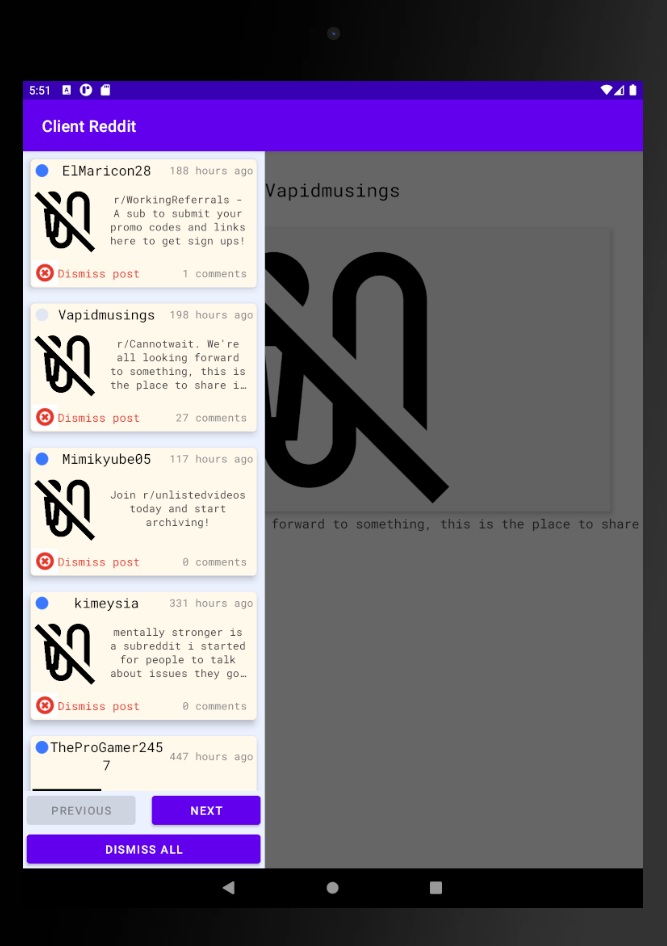 5:51
Client Reddit
ElMaricon28 188 hours ago
r/WorkingReferrals -
A sub to submit your
promo codes and links
here to get sign ups!
Dismiss post 1 comments
Vapidmusings 198 hours ago
r/Cannotwait. We're
all looking forward
to something, this is
the place to share i…
Dismiss post 27 comments
Mimikyube05 117 hours ago
Join r/unlistedvideos
today and start
archiving!
Dismiss post 0 comments
kimeysia 331 hours ago
mentally stronger is
a subreddit i started
for people to talk
about issues they go…
Dismiss post 0 comments
TheProGamer245
7
447 hours ago
PREVIOUS NEXT
DISMISS ALL
Vapidmusings
forward to something, this is the place to share